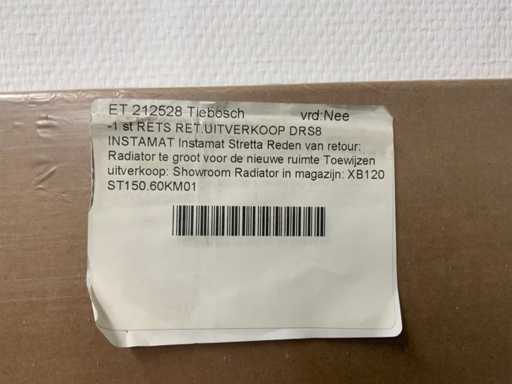 ET 212528 Tiebosch vrd:Nee
-1 st RETS RET.UITVERKOOP DRS8
INSTAMAT Instamat Stretta Reden van retour:
Radiator te groot voor de nieuwe ruimte Toewijzen
uitverkoop: Showroom Radiator in magazijn: XB120
ST150.60KM01